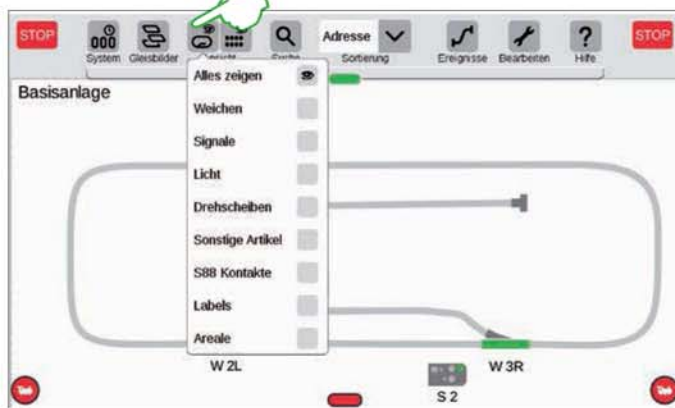 STOP
System Gleisbilder Ansicht Suche Adresse Sortierung Ereignisse Bearbeiten ? Hilfe
STOP
Basisanlage
Alles zeigen
Weichen
Signale
Licht
Drehscheiben
Sonstige Artikel
S88 Kontakte
Labels
Areale
W 2L
W 3R
S 2